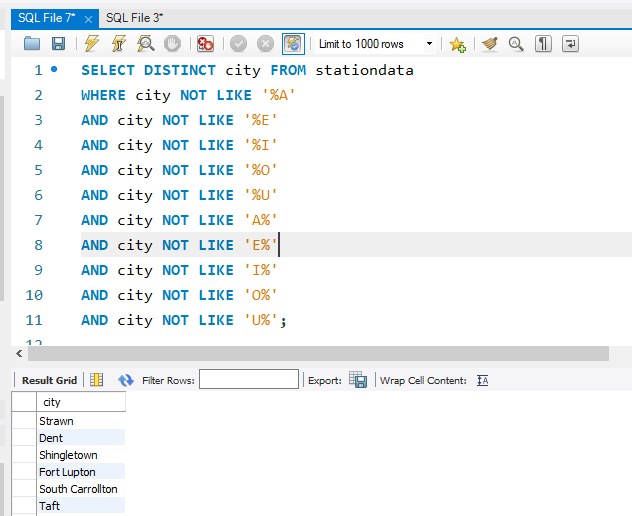 SQL File 7* × SQL File 3*
Limit to 1000 rows
1 SELECT DISTINCT city FROM stationdata
2 WHERE city NOT LIKE '%A'
3 AND city NOT LIKE '%E'
4 AND city NOT LIKE '%I'
5 AND city NOT LIKE '%O'
6 AND city NOT LIKE '%U'
7 AND city NOT LIKE 'A%'
8 AND city NOT LIKE 'E%'
9 AND city NOT LIKE 'I%'
10 AND city NOT LIKE 'O%'
11 AND city NOT LIKE 'U%';
12
Result Grid Filter Rows: Export: Wrap Cell Content:
city
Strawn
Dent
Shingletown
Fort Lupton
South Carrollton
Taft